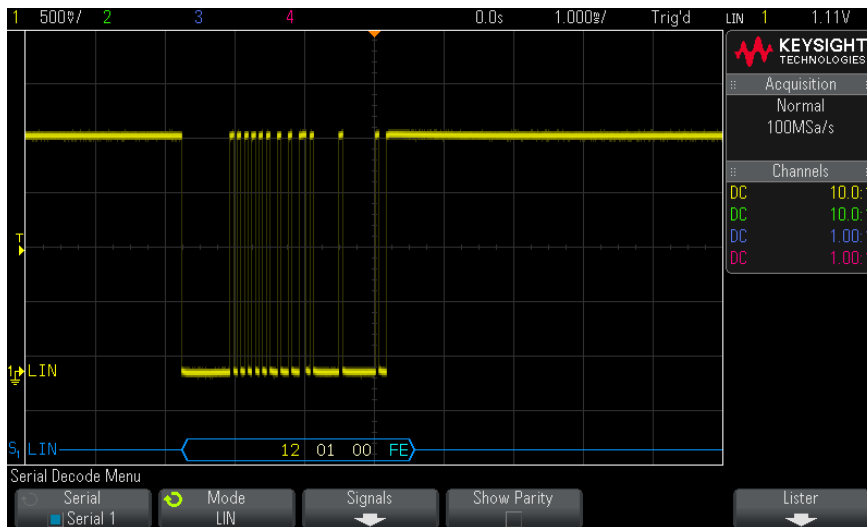 1 500mV/ 2 3 4 0.0s 1.000ms/ Trig'd LIN 1 1.11V
KEYSIGHT
TECHNOLOGIES
Acquisition
Normal
100MSa/s
Channels
DC 10.0:
DC 10.0:
DC 1.00:
DC 1.00:
T
1 LIN
S1 LIN 12 01 00 FE
Serial Decode Menu
Serial
Serial 1
Mode
LIN
Signals
Show Parity
Lister